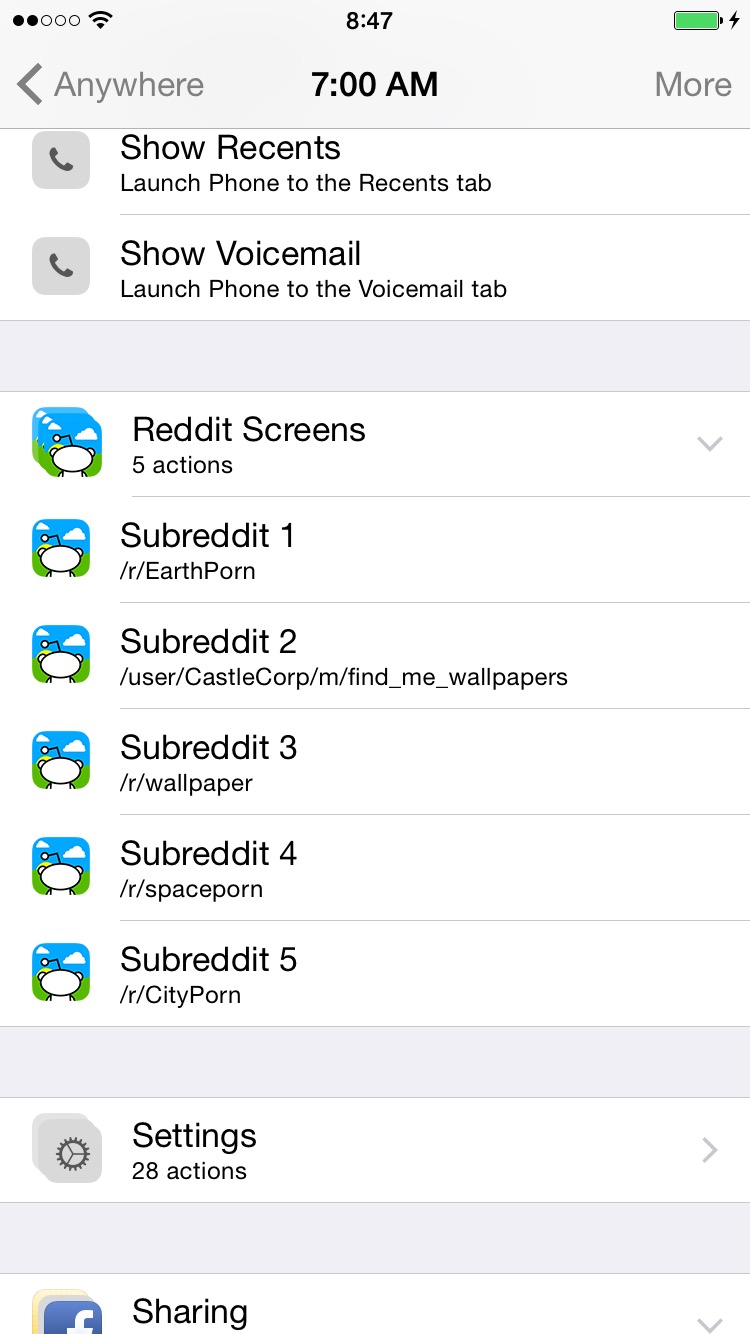 8:47
Anywhere
7:00 AM
More
Show Recents
Launch Phone to the Recents tab
Show Voicemail
Launch Phone to the Voicemail tab
Reddit Screens
5 actions
Subreddit 1
/r/EarthPorn
Subreddit 2
/user/CastleCorp/m/find_me_wallpapers
Subreddit 3
/r/wallpaper
Subreddit 4
/r/spaceporn
Subreddit 5
/r/CityPorn
Settings
28 actions
Sharing